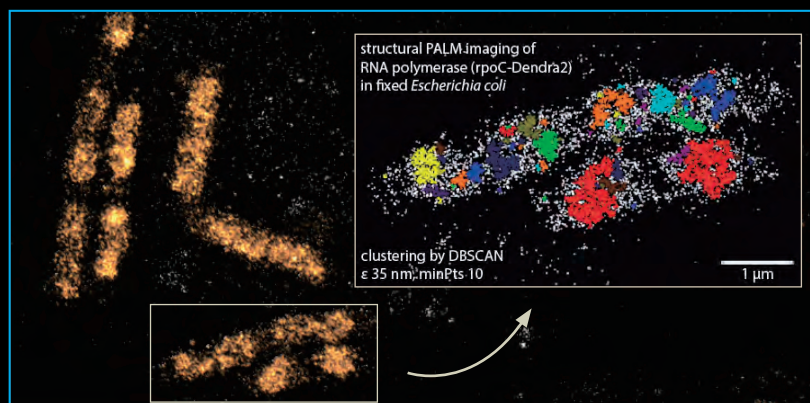 structural PALM imaging of
RNA polymerase (rpoC-Dendra2)
in fixed Escherichia coli
clustering by DBSCAN
ε 35 nm, minPts 10
1 µm